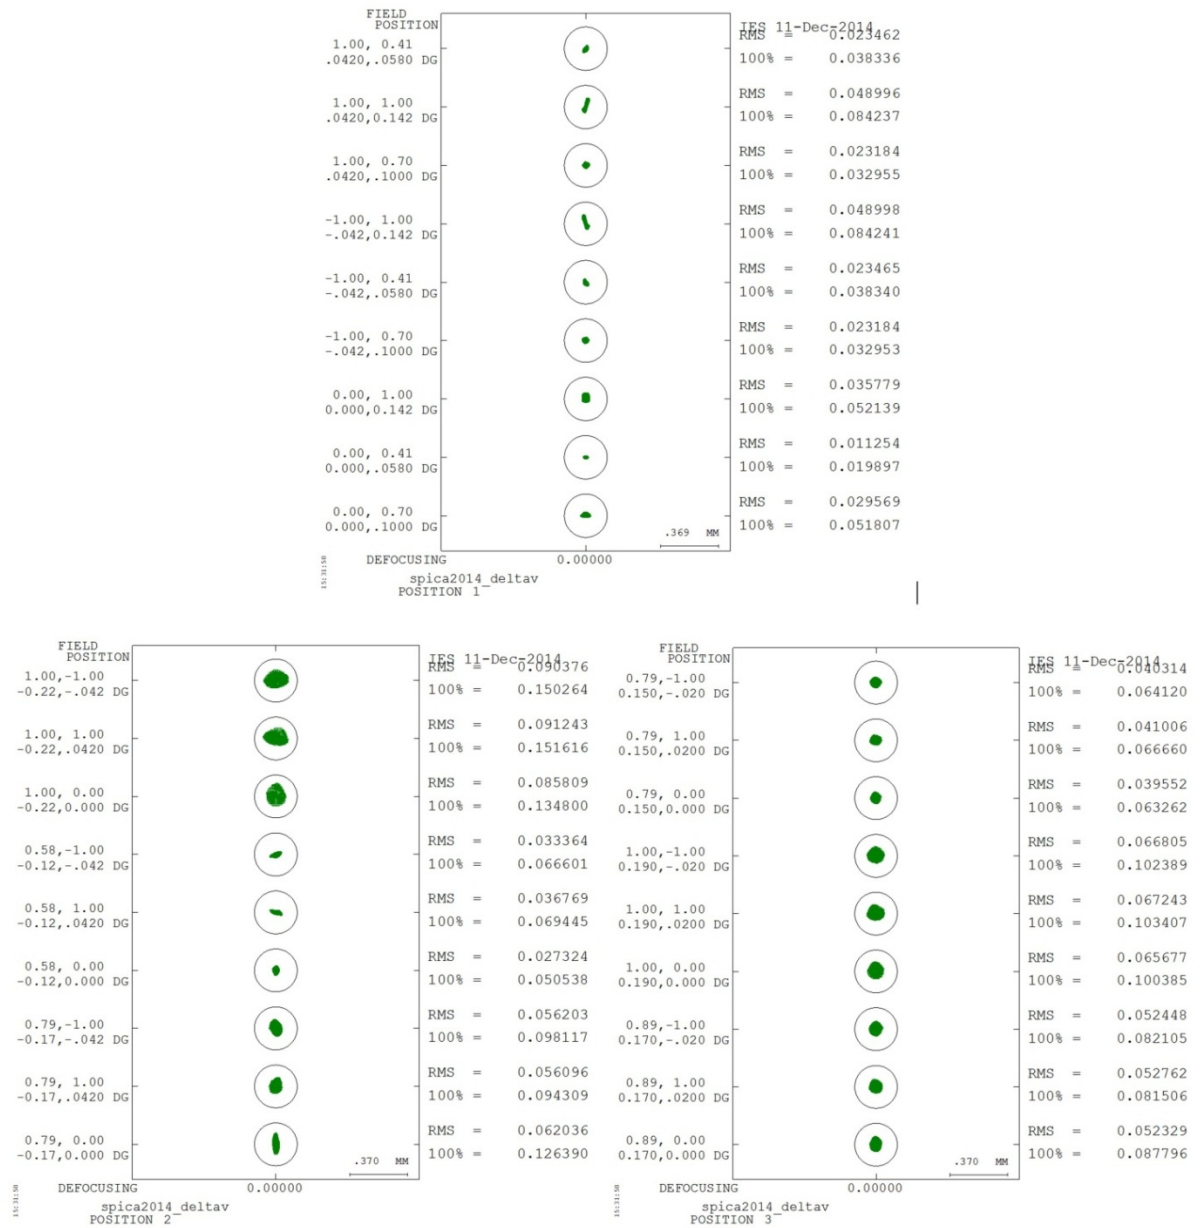 FIELD
POSITION
IES 11-Dec-2014
RMS = 0.023462
1.00, 0.41
.0420,.0580 DG
100% = 0.038336
1.00, 1.00
.0420,0.142 DG
RMS = 0.048996
100% = 0.084237
1.00, 0.70
.0420,.1000 DG
RMS = 0.023184
100% = 0.032955
-1.00, 1.00
-.042,0.142 DG
RMS = 0.048998
100% = 0.084241
-1.00, 0.41
-.042,.0580 DG
RMS = 0.023465
100% = 0.038340
-1.00, 0.70
-.042,.1000 DG
RMS = 0.023184
100% = 0.032953
0.00, 1.00
0.000,0.142 DG
RMS = 0.035779
100% = 0.052139
0.00, 0.41
0.000,.0580 DG
RMS = 0.011254
100% = 0.019897
0.00, 0.70
0.000,.1000 DG
RMS = 0.029569
100% = 0.051807
.369 MM
DEFOCUSING 0.00000
15:31:50
spica2014_deltav
POSITION 1
FIELD
POSITION
IES 11-Dec-2014
RMS = 0.090376
1.00,-1.00
-0.22,-.042 DG
100% = 0.150264
1.00, 1.00
-0.22,.0420 DG
RMS = 0.091243
100% = 0.151616
1.00, 0.00
-0.22,0.000 DG
RMS = 0.085809
100% = 0.134800
0.58,-1.00
-0.12,-.042 DG
RMS = 0.033364
100% = 0.066601
0.58, 1.00
-0.12,.0420 DG
RMS = 0.036769
100% = 0.069445
0.58, 0.00
-0.12,0.000 DG
RMS = 0.027324
100% = 0.050538
0.79,-1.00
-0.17,-.042 DG
RMS = 0.056203
100% = 0.098117
0.79, 1.00
-0.17,.0420 DG
RMS = 0.056096
100% = 0.094309
0.79, 0.00
-0.17,0.000 DG
RMS = 0.062036
100% = 0.126390
.370 MM
DEFOCUSING 0.00000
15:31:50
spica2014_deltav
POSITION 2
FIELD
POSITION
IES 11-Dec-2014
RMS = 0.040314
0.79,-1.00
0.150,-.020 DG
100% = 0.064120
0.79, 1.00
0.150,.0200 DG
RMS = 0.041006
100% = 0.066660
0.79, 0.00
0.150,0.000 DG
RMS = 0.039552
100% = 0.063262
1.00,-1.00
0.190,-.020 DG
RMS = 0.066805
100% = 0.102389
1.00, 1.00
0.190,.0200 DG
RMS = 0.067243
100% = 0.103407
1.00, 0.00
0.190,0.000 DG
RMS = 0.065677
100% = 0.100385
0.89,-1.00
0.170,-.020 DG
RMS = 0.052448
100% = 0.082105
0.89, 1.00
0.170,.0200 DG
RMS = 0.052762
100% = 0.081506
0.89, 0.00
0.170,0.000 DG
RMS = 0.052329
100% = 0.087796
.370 MM
DEFOCUSING 0.00000
15:31:50
spica2014_deltav
POSITION 3